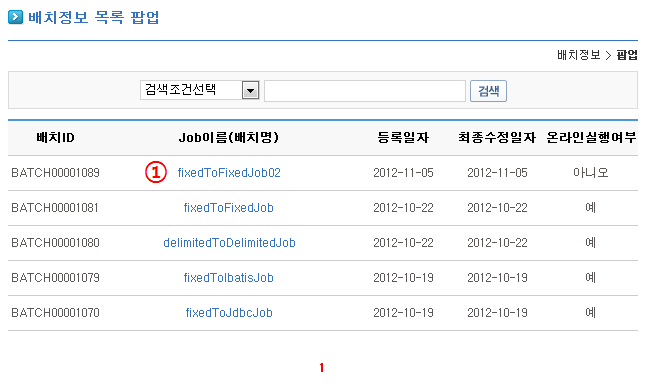 배치정보 목록 팝업
배치정보 > 팝업
검색조건선택 검색
배치ID Job이름(배치명) 등록일자 최종수정일자 온라인실행여부
BATCH00001089 ① fixedToFixedJob02 2012-11-05 2012-11-05 아니오
BATCH00001081 fixedToFixedJob 2012-10-22 2012-10-22 예
BATCH00001080 delimitedToDelimitedJob 2012-10-22 2012-10-22 예
BATCH00001079 fixedToIbatisJob 2012-10-19 2012-10-19 예
BATCH00001070 fixedToJdbcJob 2012-10-19 2012-10-19 예
1